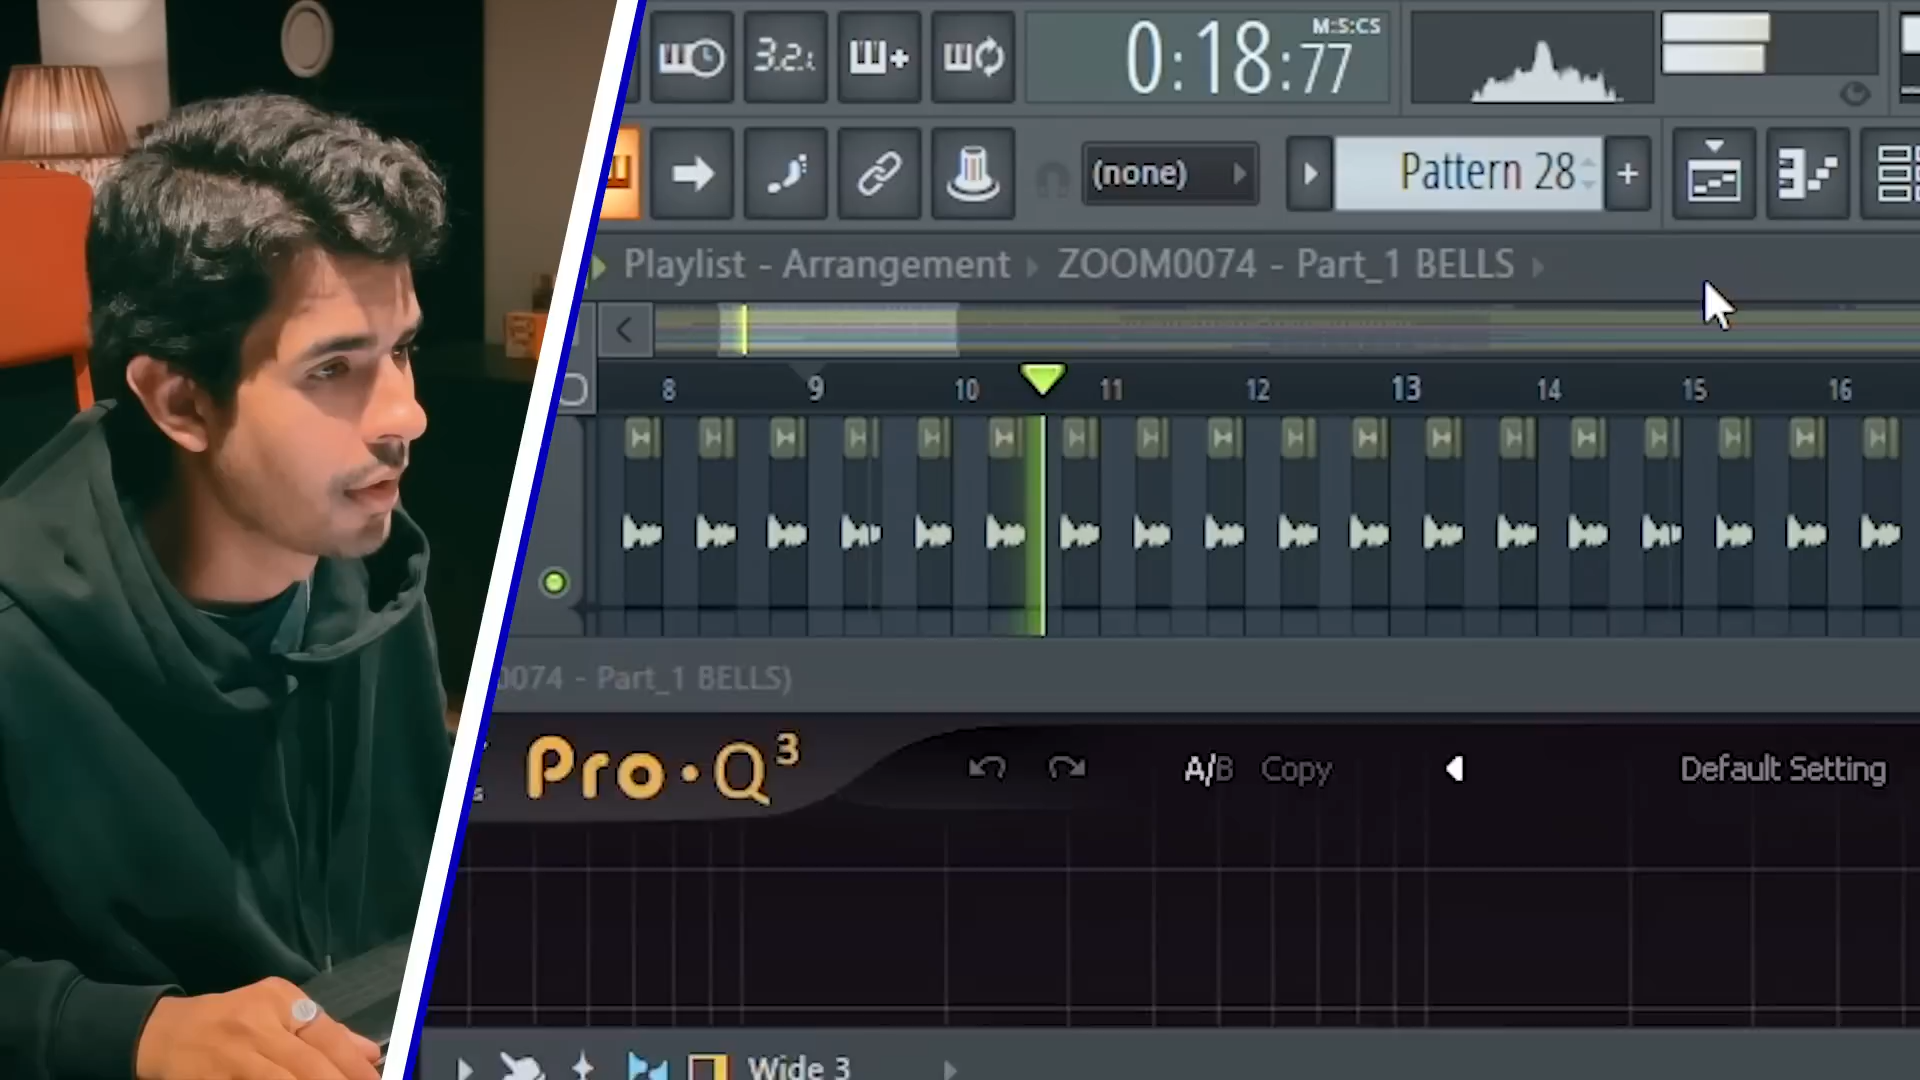 3.2.
M:S:CS
0:18:77
(none)
Pattern 28
+
Playlist - Arrangement ZOOM0074 - Part_1 BELLS
8 9 10 11 12 13 14 15 16
0074 - Part_1 BELLS)
Pro·Q3
A/B Copy
Default Setting
Wide 3